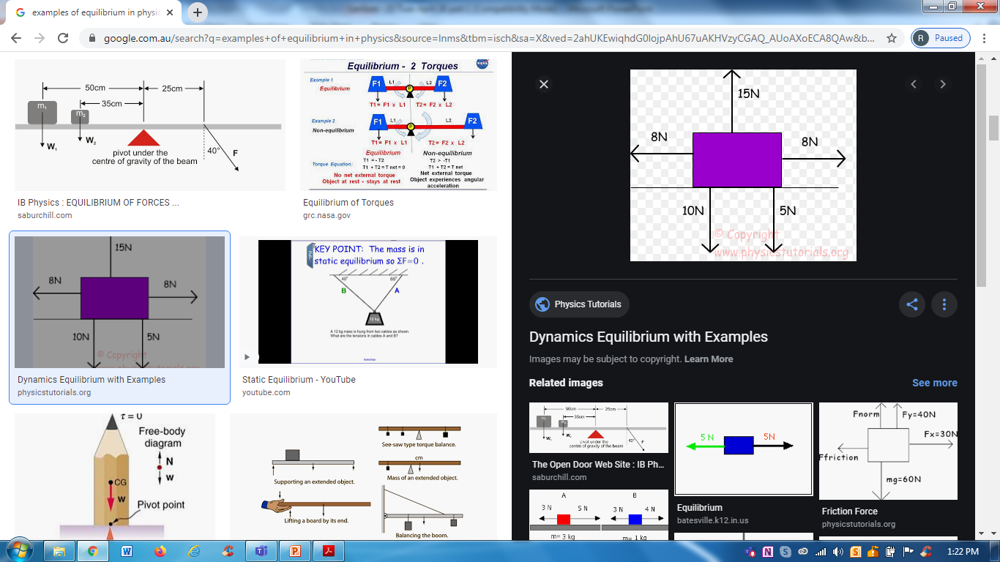 examples of equilibrium in physic
Paused
google.com.au/search?q=examples+of+equilibrium+in+physics&source=lnms&tbm=isch&sa=X&ved=2ahUKEwiqhdG0lojpAhU67uAKHVzyCGAQ_AUoAXoECA8QAw&b...
R
50cm
25cm
35cm
m1
m2
W1
W2
pivot under the
centre of gravity of the beam
40°
F
IB Physics : EQUILIBRIUM OF FORCES ...
saburchill.com
Equilibrium - 2 Torques
NASA
Example 1
Equilibrium
F1
L1
P
L2
F2
T1= F1 x L1
T2= F2 x L2
Example 2
Non-equilibrium
F1
L1
P
L2
F2
T1= F1 x L1
T2= F2 x L2
Equilibrium
Non-equilibrium
Torque Equation:
T1 = - T2
T1 + T2 = T net = 0
T2 > -T1
T1 + T2 = T net
No net external torque
Object at rest - stays at rest
Net external torque
Object experiences angular
acceleration
Equilibrium of Torques
grc.nasa.gov
15N
8N
8N
10N
5N
© Copyright
www.physicstutorials.org
Dynamics Equilibrium with Examples
physicstutorials.org
KEY POINT: The mass is in
static equilibrium so ΣF=0 .
40°
60°
B
A
12 kg
A 12 kg mass is hung from two cables as shown.
What are the tensions in cables A and B?
Static Equilibrium - YouTube
youtube.com
τ = 0
Free-body
diagram
N
w
CG
w
Pivot point
See-saw type torque balance.
cm
Supporting an extended object.
Mass of an extended object.
Lifting a board by its end.
Balancing the boom.
15N
8N
8N
10N
5N
© Copyright
www.physicstutorials.org
Physics Tutorials
Dynamics Equilibrium with Examples
Images may be subject to copyright. Learn More
Related images
See more
50cm
25cm
35cm
pivot under the
centre of gravity of the beam
40°
F
The Open Door Web Site : IB Ph...
saburchill.com
5 N
5N
Equilibrium
batesville.k12.in.us
Fnorm
Fy=40N
Fx=30N
Ffriction
mg=60N
Friction Force
physicstutorials.org
A
B
3 N
5 N
3 N
4 N
m= 3 kg
m= 1 kg
1:22 PM